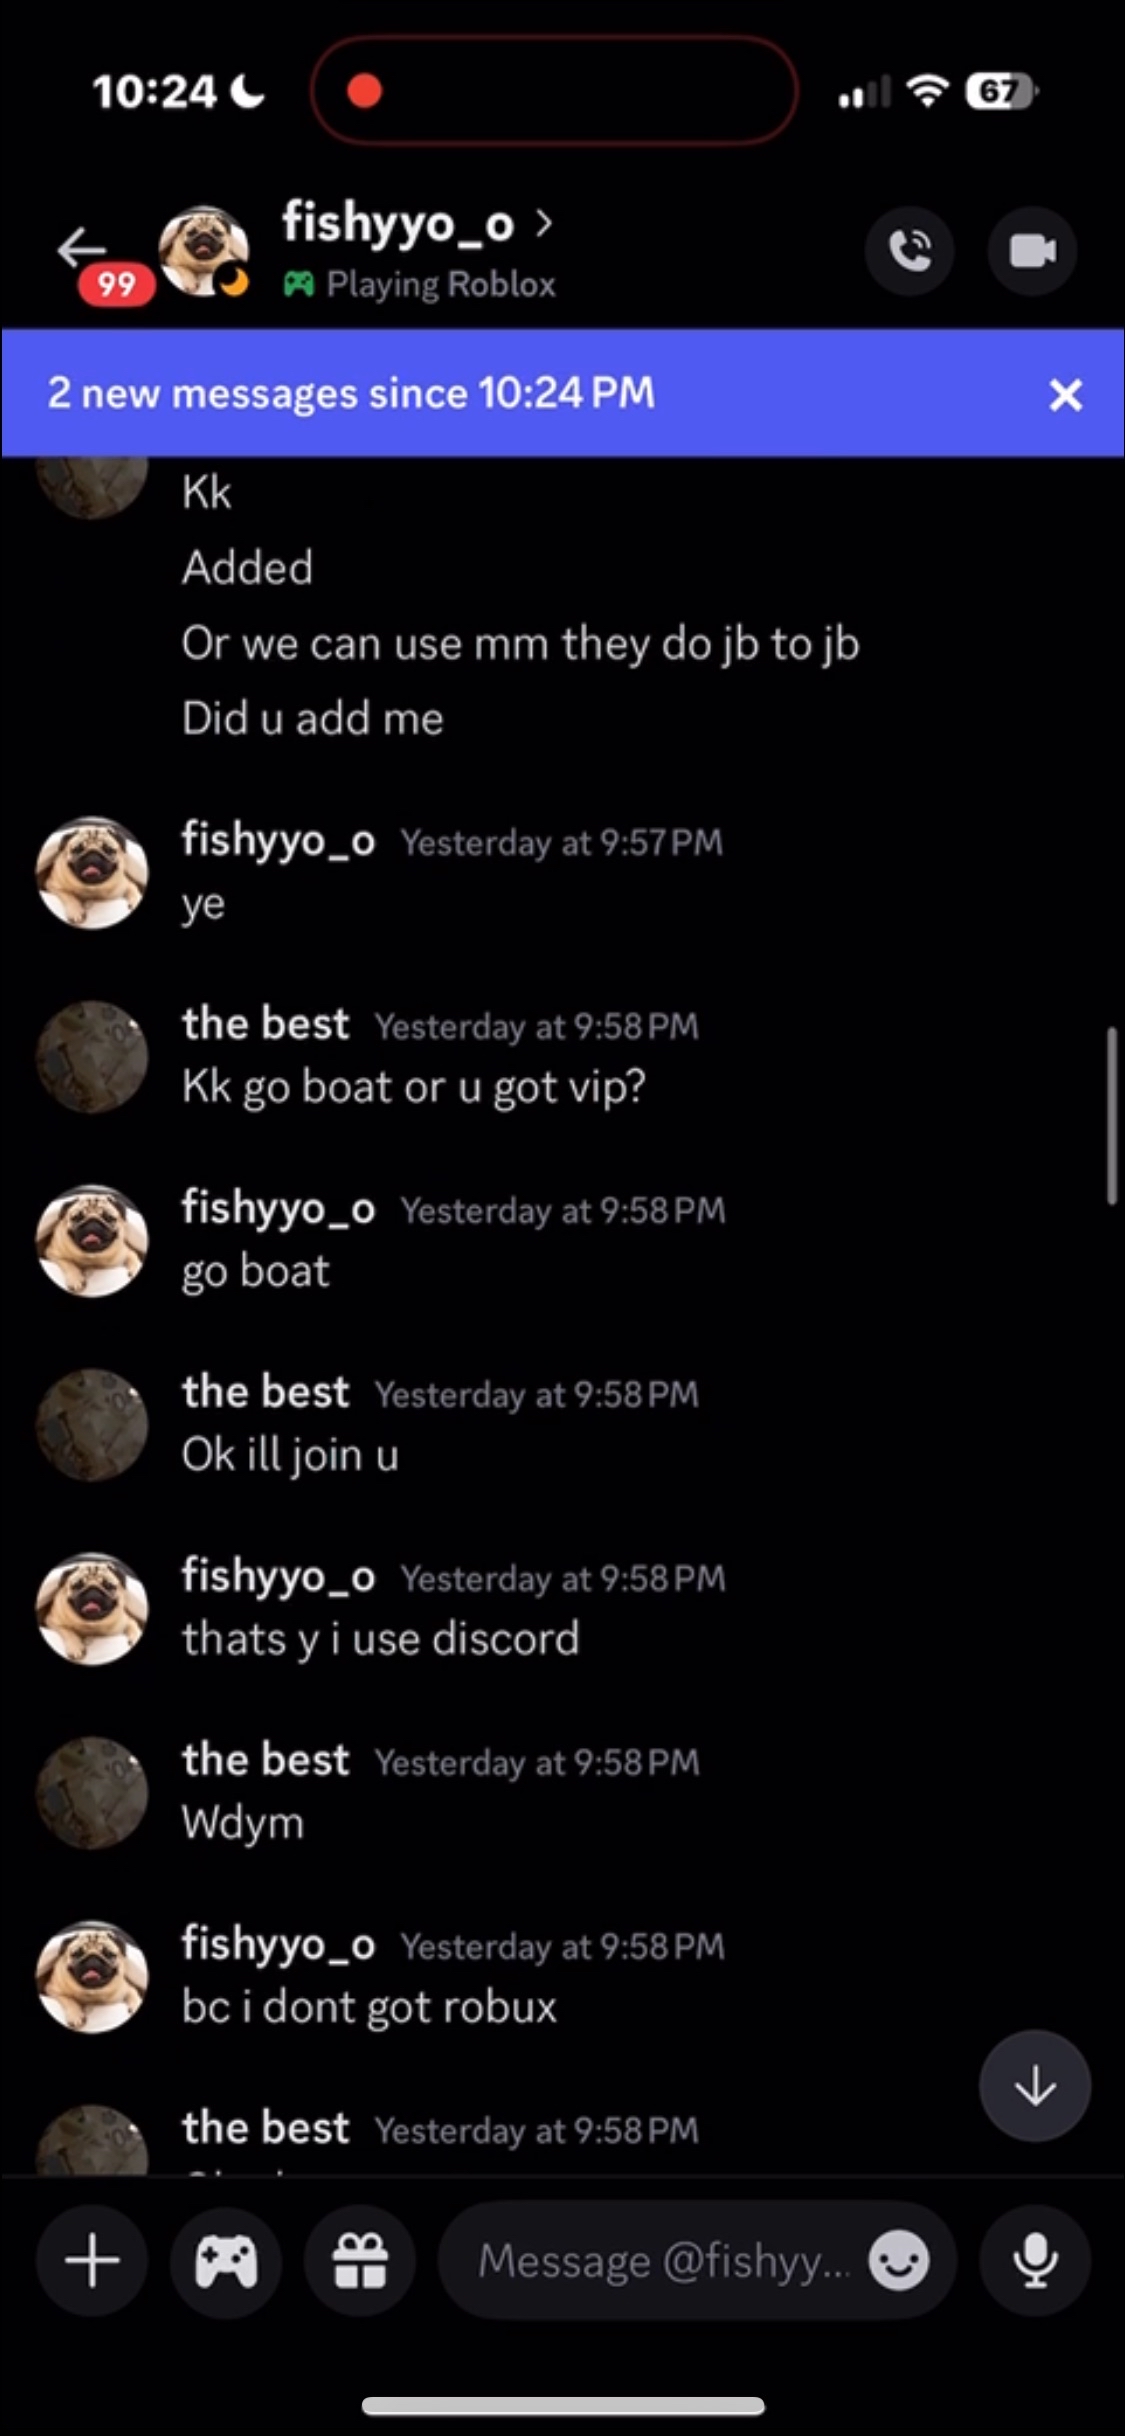 10:24
67
fishyyo_o
99
Playing Roblox
2 new messages since 10:24 PM
Kk
Added
Or we can use mm they do jb to jb
Did u add me
fishyyo_o Yesterday at 9:57 PM
ye
the best Yesterday at 9:58 PM
Kk go boat or u got vip?
fishyyo_o Yesterday at 9:58 PM
go boat
the best Yesterday at 9:58 PM
Ok ill join u
fishyyo_o Yesterday at 9:58 PM
thats y i use discord
the best Yesterday at 9:58 PM
Wdym
fishyyo_o Yesterday at 9:58 PM
bc i dont got robux
the best Yesterday at 9:58 PM
Message @fishyy...